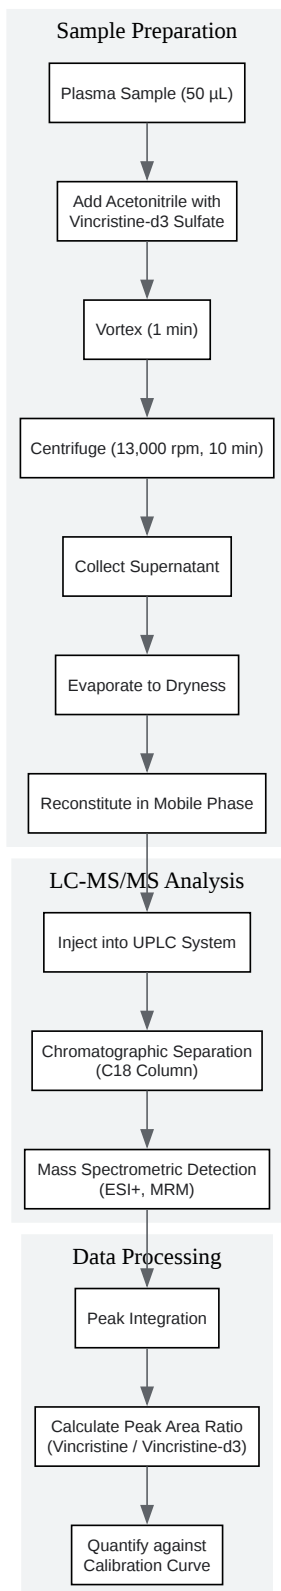 Sample Preparation
Plasma Sample (50 µL)
Add Acetonitrile with
Vincristine-d3 Sulfate
Vortex (1 min)
Centrifuge (13,000 rpm, 10 min)
Collect Supernatant
Evaporate to Dryness
Reconstitute in Mobile Phase
LC-MS/MS Analysis
Inject into UPLC System
Chromatographic Separation
(C18 Column)
Mass Spectrometric Detection
(ESI+, MRM)
Data Processing
Peak Integration
Calculate Peak Area Ratio
(Vincristine / Vincristine-d3)
Quantify against
Calibration Curve